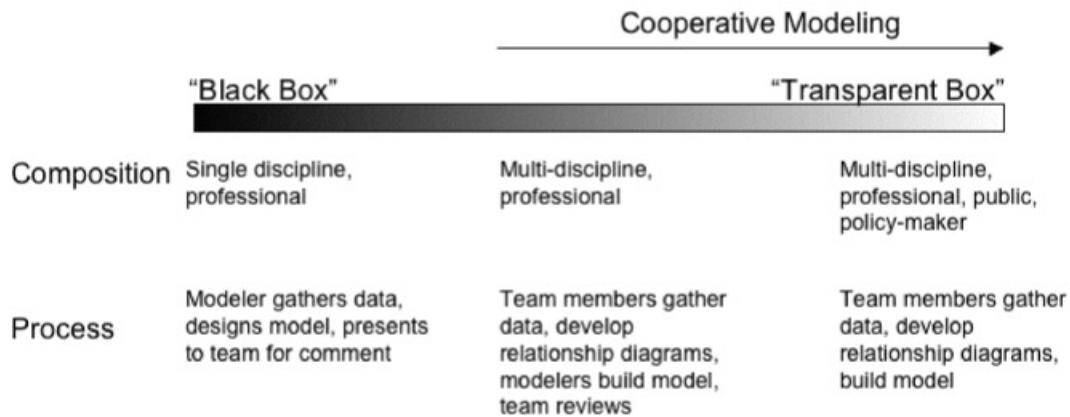 Cooperative Modeling
“Black Box”
“Transparent Box”
Composition
Single discipline,
professional
Multi-discipline,
professional
Multi-discipline,
professional, public,
policy-maker
Process
Modeler gathers data,
designs model, presents
to team for comment
Team members gather
data, develop
relationship diagrams,
modelers build model,
team reviews
Team members gather
data, develop
relationship diagrams,
build model